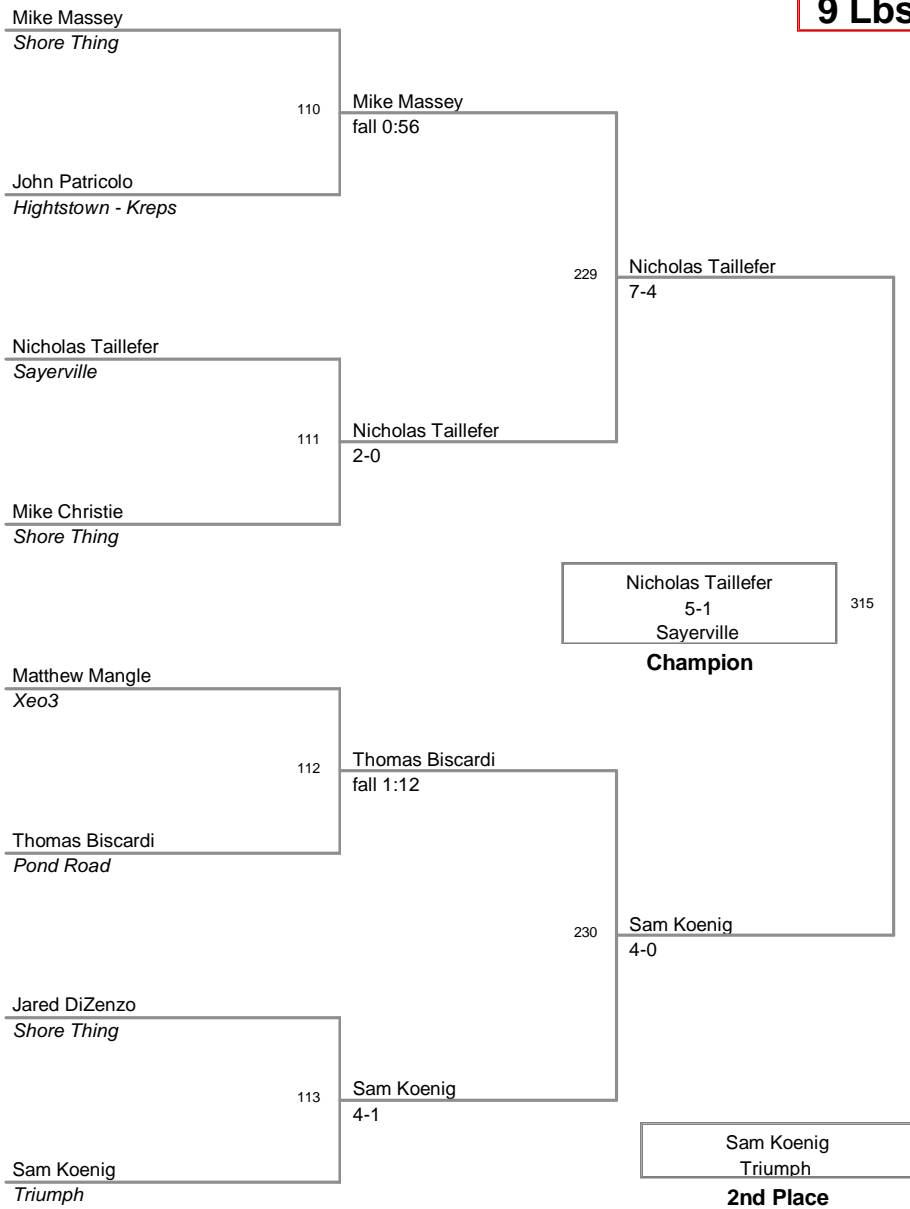 9 Lbs
Mike Massey
Shore Thing
110
Mike Massey
fall 0:56
John Patricolo
Hightstown - Kreps
229
Nicholas Taillefer
7-4
Nicholas Taillefer
Sayerville
111
Nicholas Taillefer
2-0
Mike Christie
Shore Thing
Nicholas Taillefer
5-1
Sayerville
315
Champion
Matthew Mangle
Xeo3
112
Thomas Biscardi
fall 1:12
Thomas Biscardi
Pond Road
230
Sam Koenig
4-0
Jared DiZenzo
Shore Thing
113
Sam Koenig
4-1
Sam Koenig
Triumph
Sam Koenig
Triumph
2nd Place